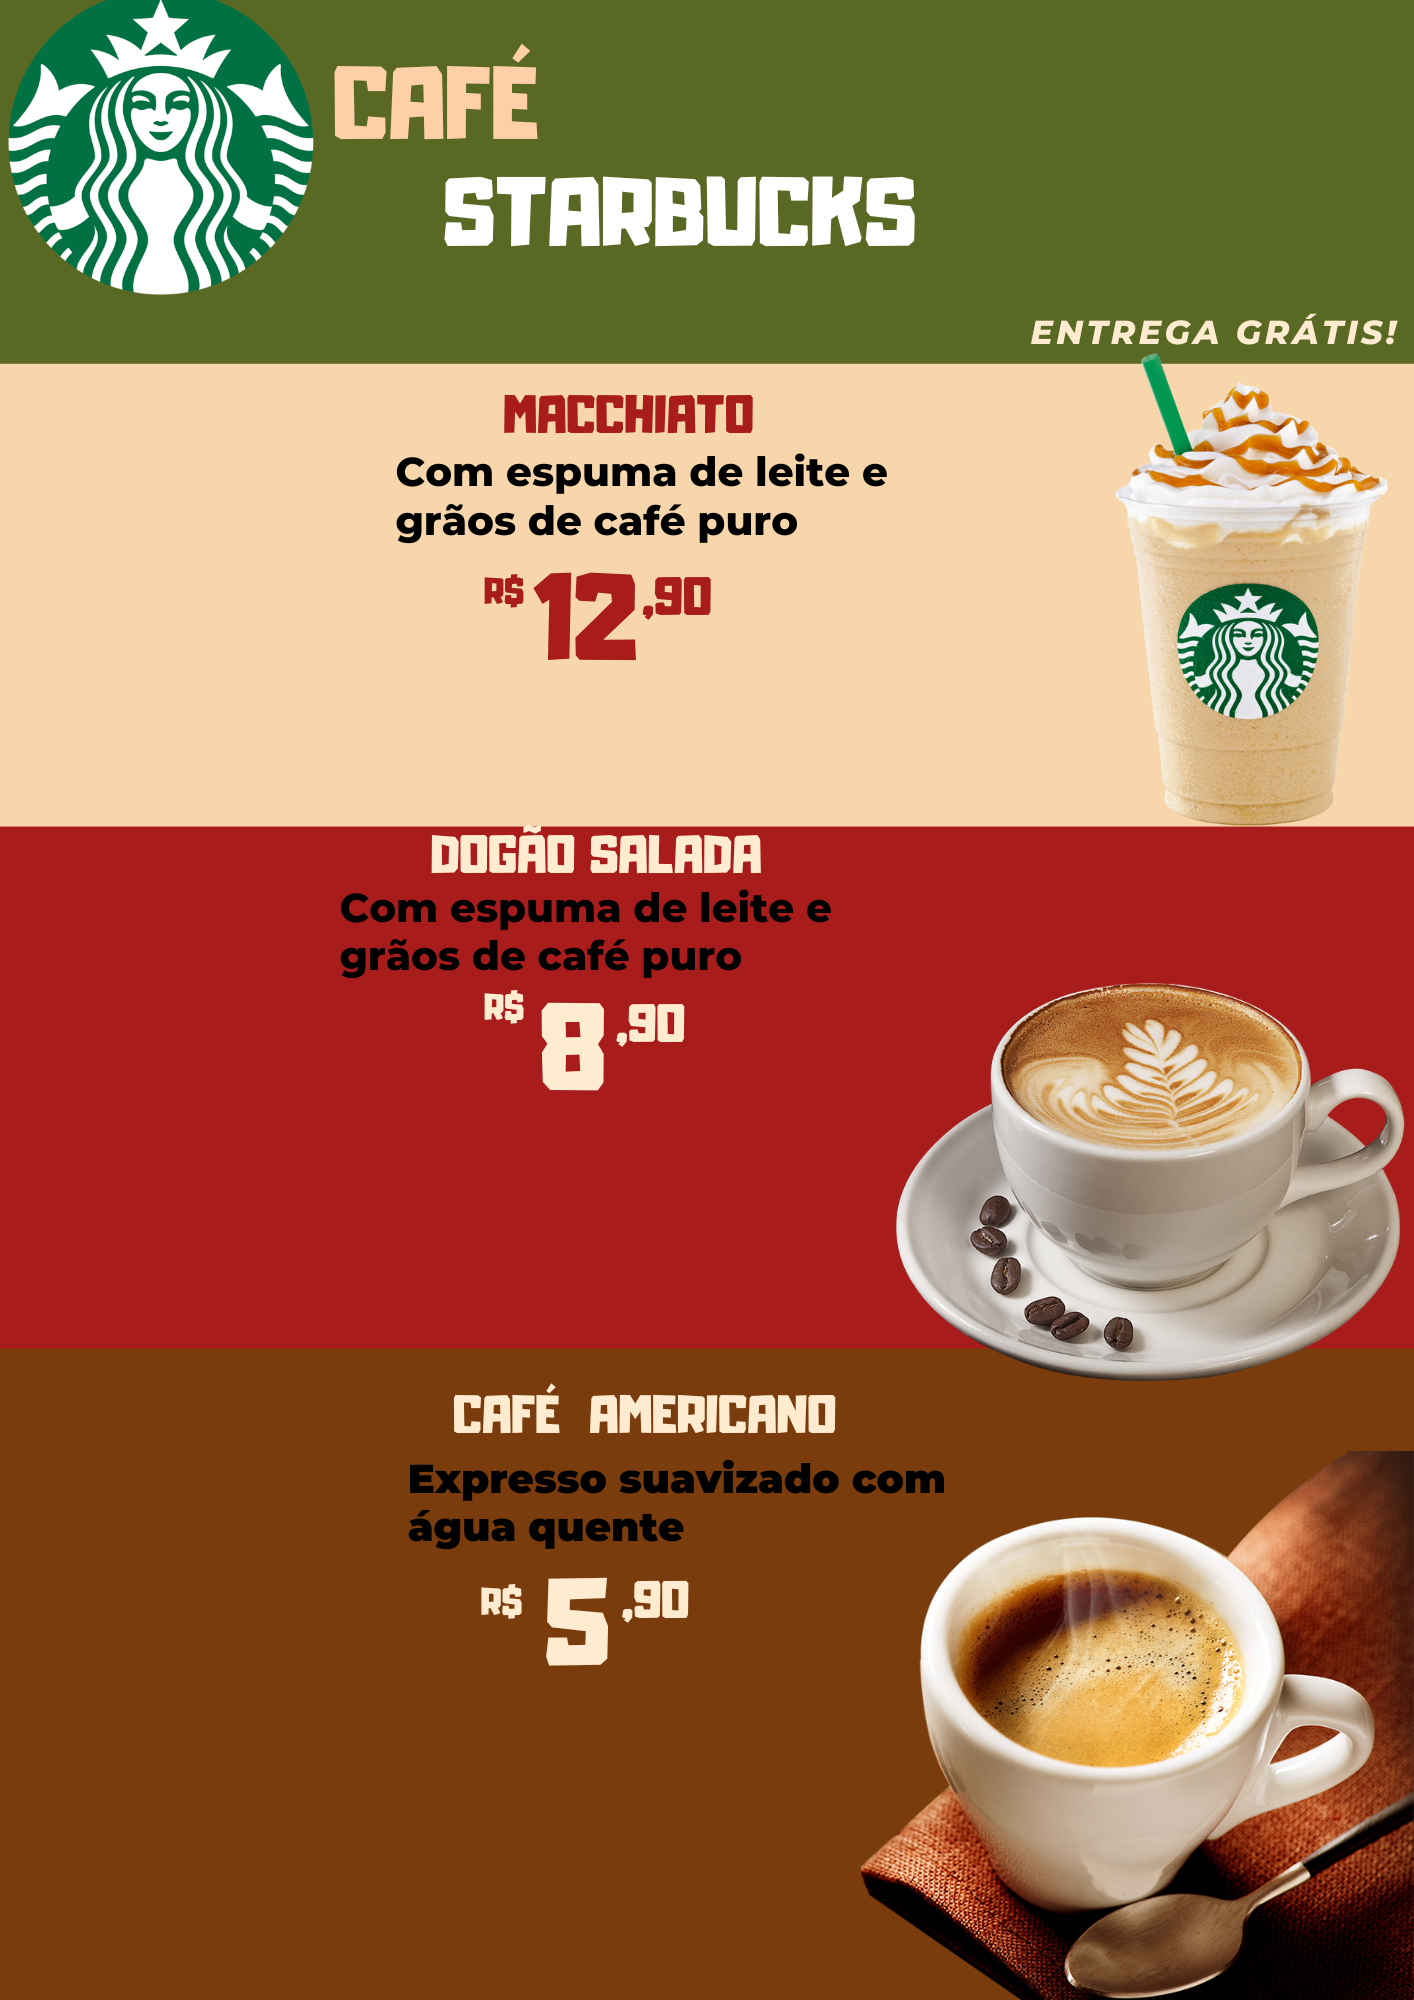 CAFÉ
STARBUCKS
ENTREGA GRÁTIS!
MACCHIATO
Com espuma de leite e
grãos de café puro
R$ 12,90
DOGÃO SALADA
Com espuma de leite e
grãos de café puro
R$ 8,90
CAFÉ AMERICANO
Expresso suavizado com
água quente
R$ 5,90